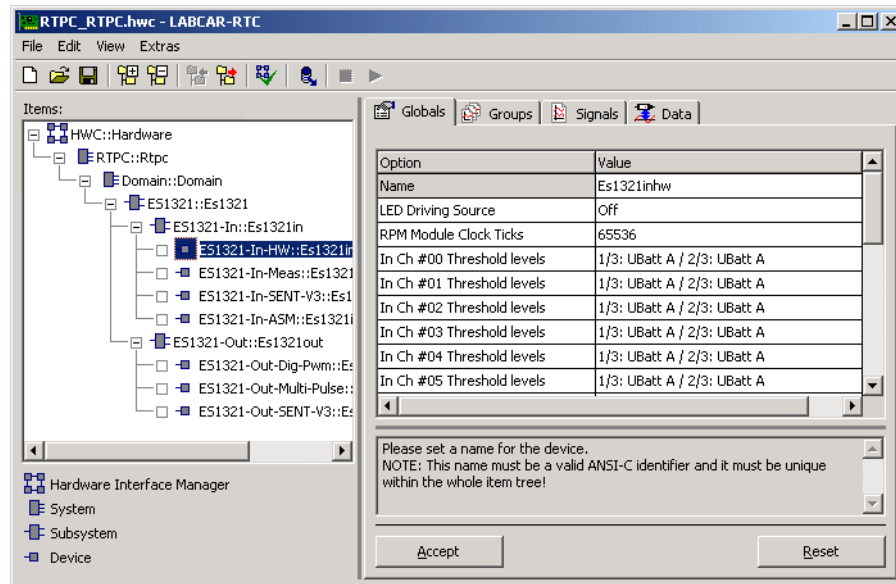 RTPC_RTPC.hwc - LABCAR-RTC
File Edit View Extras
Items:
HWC::Hardware
RTPC::Rtpc
Domain::Domain
ES1321::Es1321
ES1321-In::Es1321in
ES1321-In-HW::Es1321in
ES1321-In-Meas::Es1321
ES1321-In-SENT-V3::Es1
ES1321-In-ASM::Es1321i
ES1321-Out::Es1321out
ES1321-Out-Dig-Pwm::Es
ES1321-Out-Multi-Pulse::
ES1321-Out-SENT-V3::Es
Hardware Interface Manager
System
Subsystem
Device
Globals Groups Signals Data
Option Value
Name Es1321inhw
LED Driving Source Off
RPM Module Clock Ticks 65536
In Ch #00 Threshold levels 1/3: UBatt A / 2/3: UBatt A
In Ch #01 Threshold levels 1/3: UBatt A / 2/3: UBatt A
In Ch #02 Threshold levels 1/3: UBatt A / 2/3: UBatt A
In Ch #03 Threshold levels 1/3: UBatt A / 2/3: UBatt A
In Ch #04 Threshold levels 1/3: UBatt A / 2/3: UBatt A
In Ch #05 Threshold levels 1/3: UBatt A / 2/3: UBatt A
Please set a name for the device.
NOTE: This name must be a valid ANSI-C identifier and it must be unique
within the whole item tree!
Accept Reset